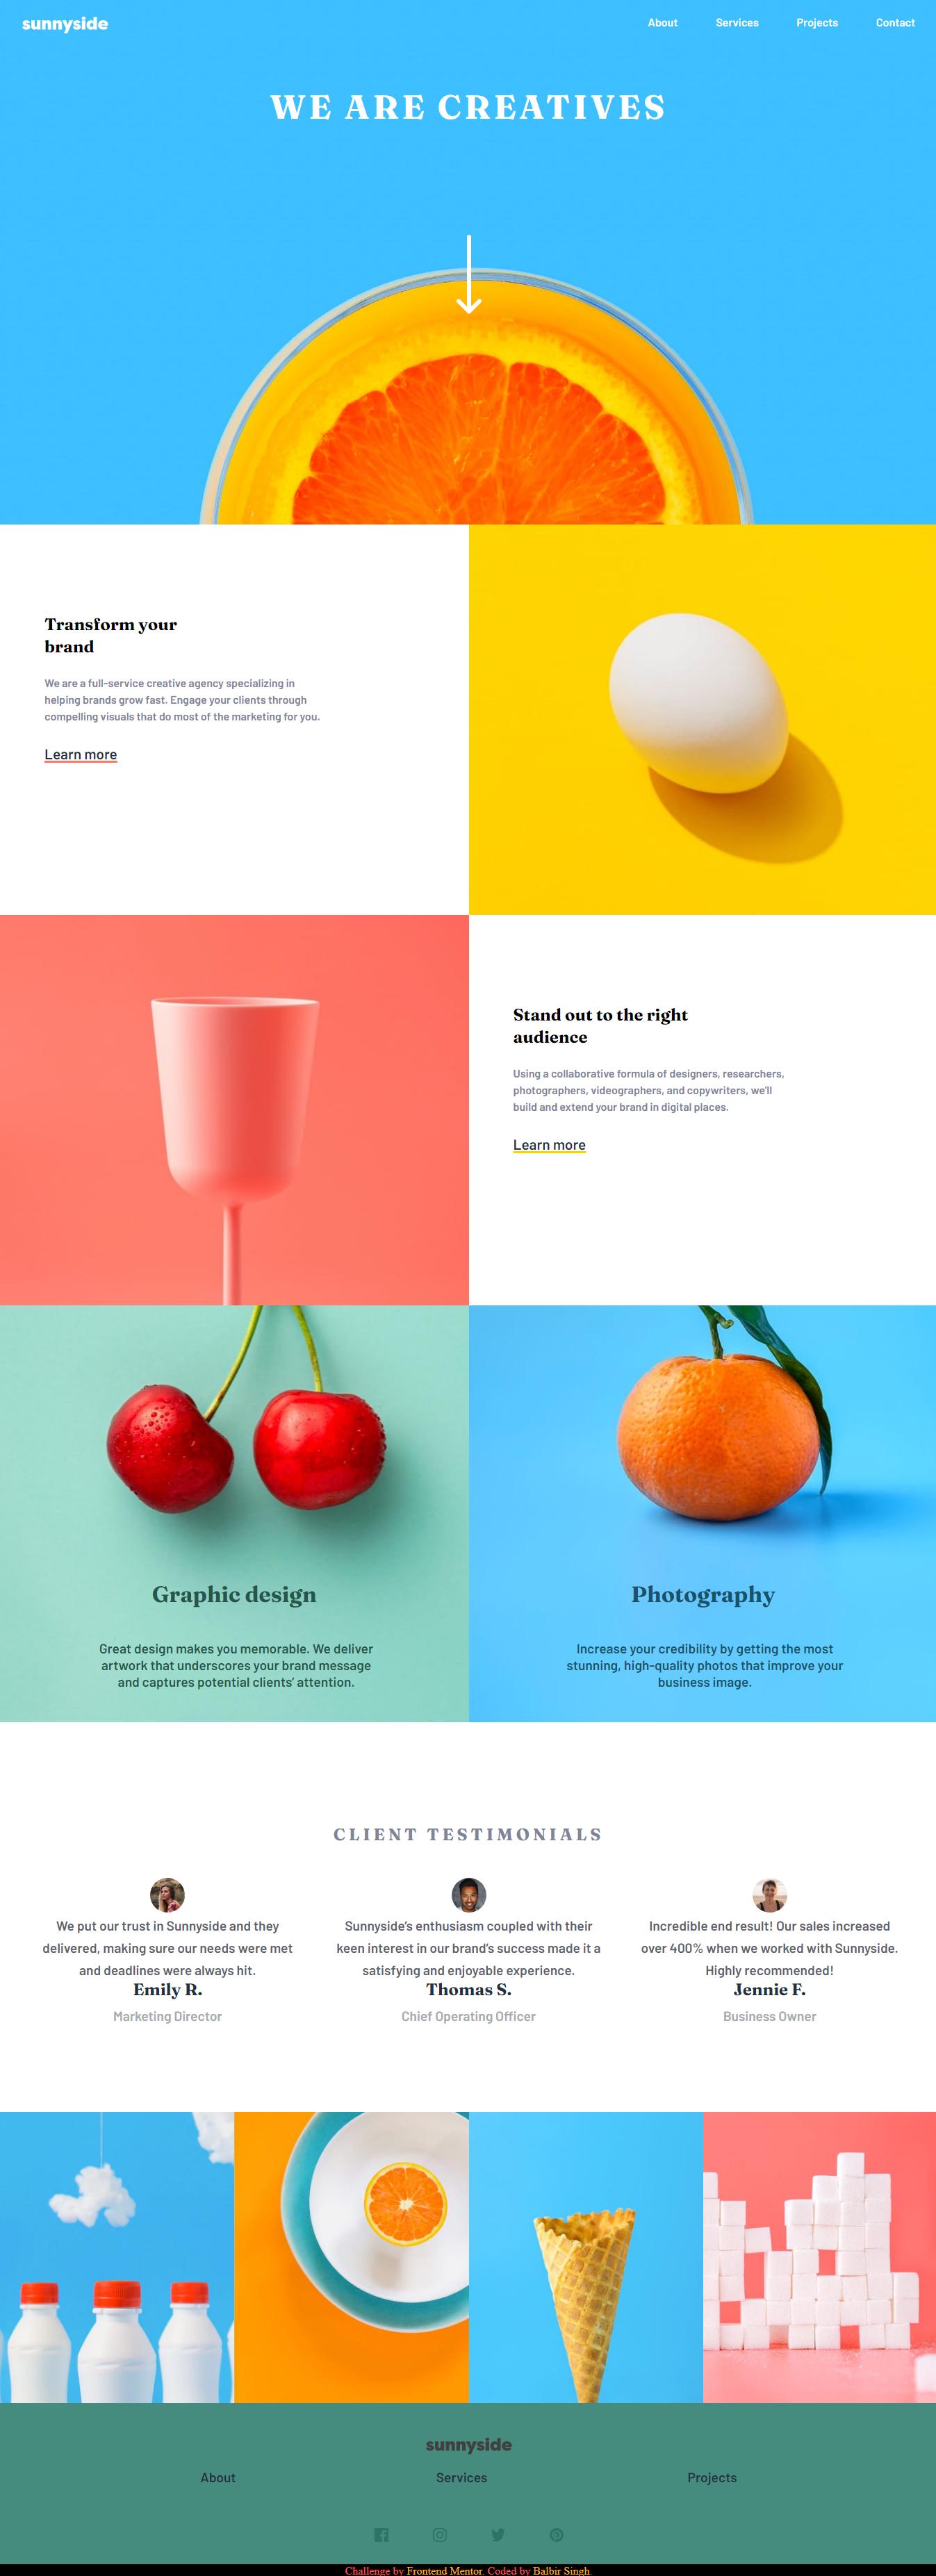 sunnyside
About Services Projects Contact
WE ARE CREATIVES
Transform your
brand
We are a full-service creative agency specializing in
helping brands grow fast. Engage your clients through
compelling visuals that do most of the marketing for you.
Learn more
Stand out to the right
audience
Using a collaborative formula of designers, researchers,
photographers, videographers, and copywriters, we'll
build and extend your brand in digital places.
Learn more
Graphic design
Great design makes you memorable. We deliver
artwork that underscores your brand message
and captures potential clients’ attention.
Photography
Increase your credibility by getting the most
stunning, high-quality photos that improve your
business image.
CLIENT TESTIMONIALS
We put our trust in Sunnyside and they
delivered, making sure our needs were met
and deadlines were always hit.
Emily R.
Marketing Director
Sunnyside’s enthusiasm coupled with their
keen interest in our brand’s success made it a
satisfying and enjoyable experience.
Thomas S.
Chief Operating Officer
Incredible end result! Our sales increased
over 400% when we worked with Sunnyside.
Highly recommended!
Jennie F.
Business Owner
sunnyside
About Services Projects
Challenge by Frontend Mentor. Coded by Balbir Singh.